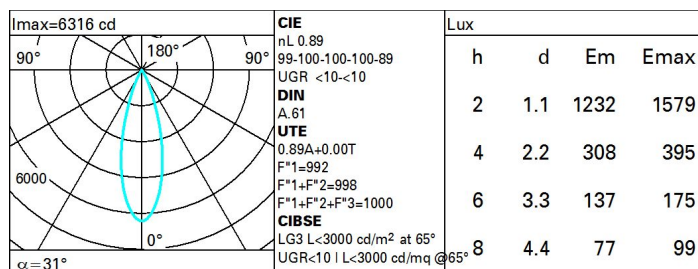 Imax=6316 cd
90°
180°
90°
6000
0°
α=31°
CIE
nL 0.89
99-100-100-100-89
UGR <10-<10
DIN
A.61
UTE
0.89A+0.00T
F"1=992
F"1+F"2=998
F"1+F"2+F"3=1000
CIBSE
LG3 L<3000 cd/m² at 65°
UGR<10 | L<3000 cd/mq @65°
Lux
h d Em Emax
2 1.1 1232 1579
4 2.2 308 395
6 3.3 137 175
8 4.4 77 99